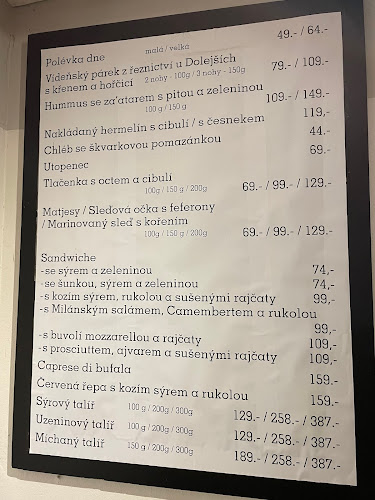 Polévka dne malá / velká 49.- / 64.-
Vídeňský párek z řeznictví u Dolejších
s křenem a hořčicí 2 nohy - 100g / 3 nohy - 150g 79.- / 109.-
Hummus se za'atarem s pitou a zeleninou
100g / 150 g 109.- / 149.-
Nakládaný hermelín s cibulí / s česnekem 119,-
Chléb se škvarkovou pomazánkou 44.-
Utopenec 69.-
Tlačenka s octem a cibulí
100g / 150 g / 200g 69.- / 99.- / 129.-
Matjesy / Sleďová očka s feferony
/ Marinovaný sleď s kořením
100g / 150 g / 200g 69.- / 99.- / 129.-
Sandwiche
-se sýrem a zeleninou 74,-
-se šunkou, sýrem a zeleninou 74,-
-s kozím sýrem, rukolou a sušenými rajčaty 99,-
-s Milánským salámem, Camembertem a rukolou
99,-
-s buvolí mozzarellou a rajčaty 109,-
-s prosciuttem, ajvarem a sušenými rajčaty 109,-
Caprese di bufala 159.-
Červená řepa s kozím sýrem a rukolou 159.-
Sýrový talíř 100 g / 200g / 300g 129.- / 258.- / 387.-
Uzeninový talíř 100 g / 200g / 300g 129.- / 258.- / 387.-
Míchaný talíř 150 g / 200g / 300g 189.- / 258.- / 387.-